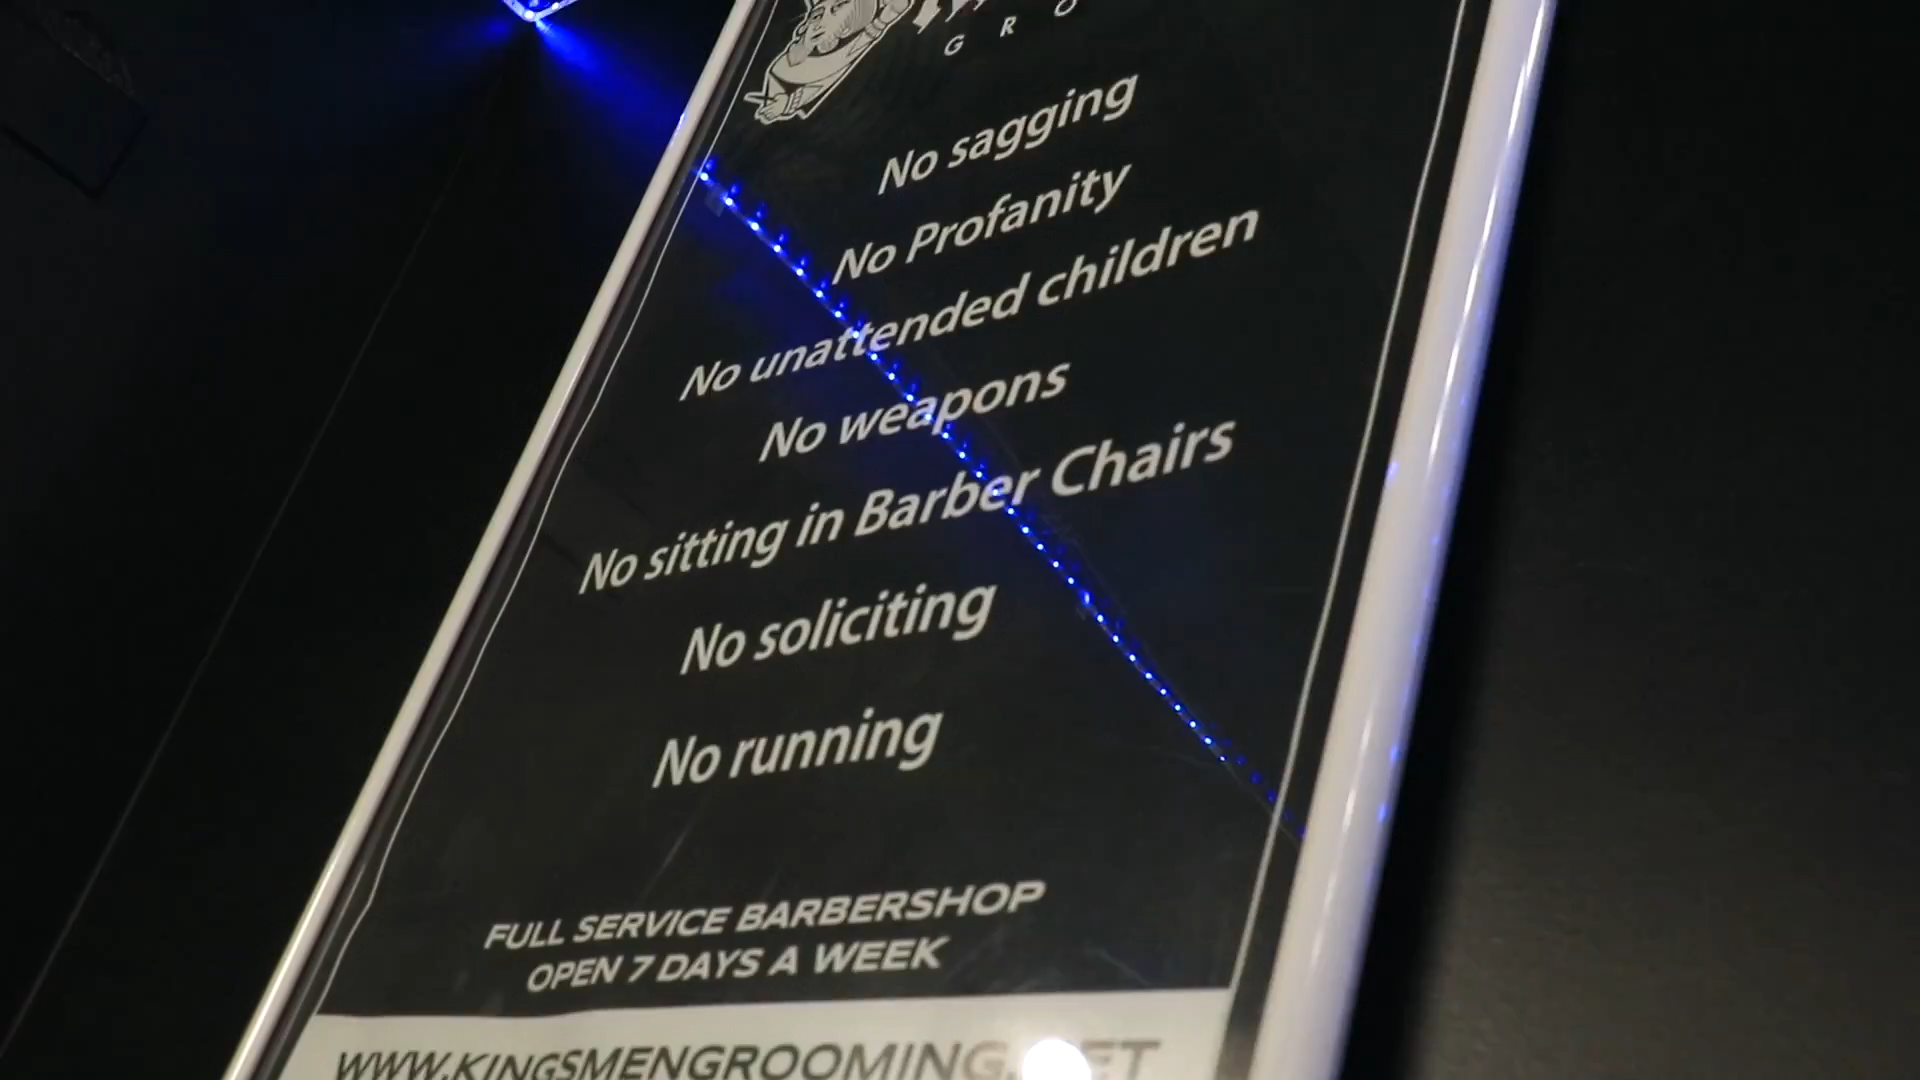 GRO
No sagging
No Profanity
No unattended children
No weapons
No sitting in Barber Chairs
No soliciting
No running
FULL SERVICE BARBERSHOP
OPEN 7 DAYS A WEEK